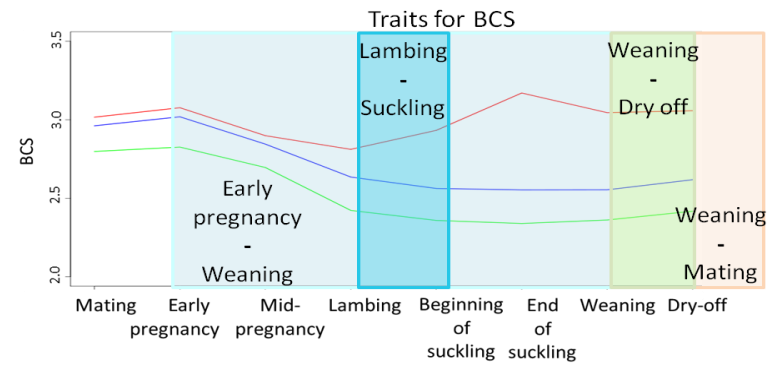 Traits for BCS
3.5
3.0
2.5
2.0
BCS
Lambing
-
Suckling
Weaning
-
Dry off
Early
pregnancy
-
Weaning
Weaning
-
Mating
Mating
Early
pregnancy
Mid-
pregnancy
Lambing
Beginning
of
suckling
End
of
suckling
Weaning
Dry-off